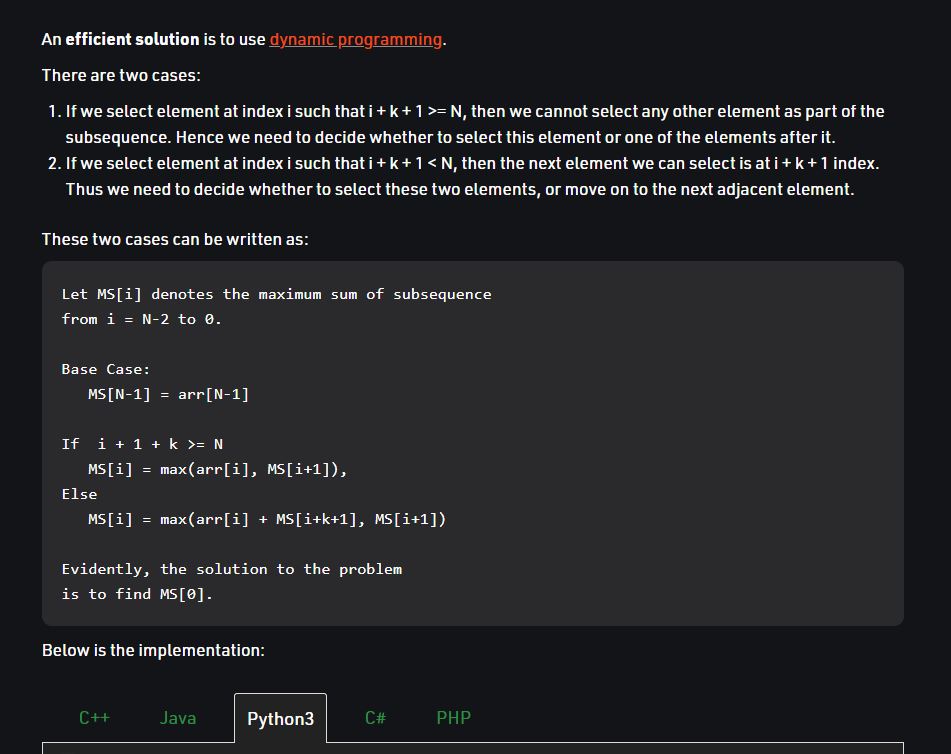 An efficient solution is to use dynamic programming.
There are two cases:
1. If we select element at index i such that i + k + 1 >= N, then we cannot select any other element as part of the
subsequence. Hence we need to decide whether to select this element or one of the elements after it.
2. If we select element at index i such that i + k + 1 < N, then the next element we can select is at i + k + 1 index.
Thus we need to decide whether to select these two elements, or move on to the next adjacent element.
These two cases can be written as:
Let MS[i] denotes the maximum sum of subsequence
from i = N-2 to 0.
Base Case:
MS[N-1] = arr[N-1]
If  i + 1 + k >= N
MS[i] = max(arr[i], MS[i+1]),
Else
MS[i] = max(arr[i] + MS[i+k+1], MS[i+1])
Evidently, the solution to the problem
is to find MS[0].
Below is the implementation:
C++ Java Python3 C# PHP